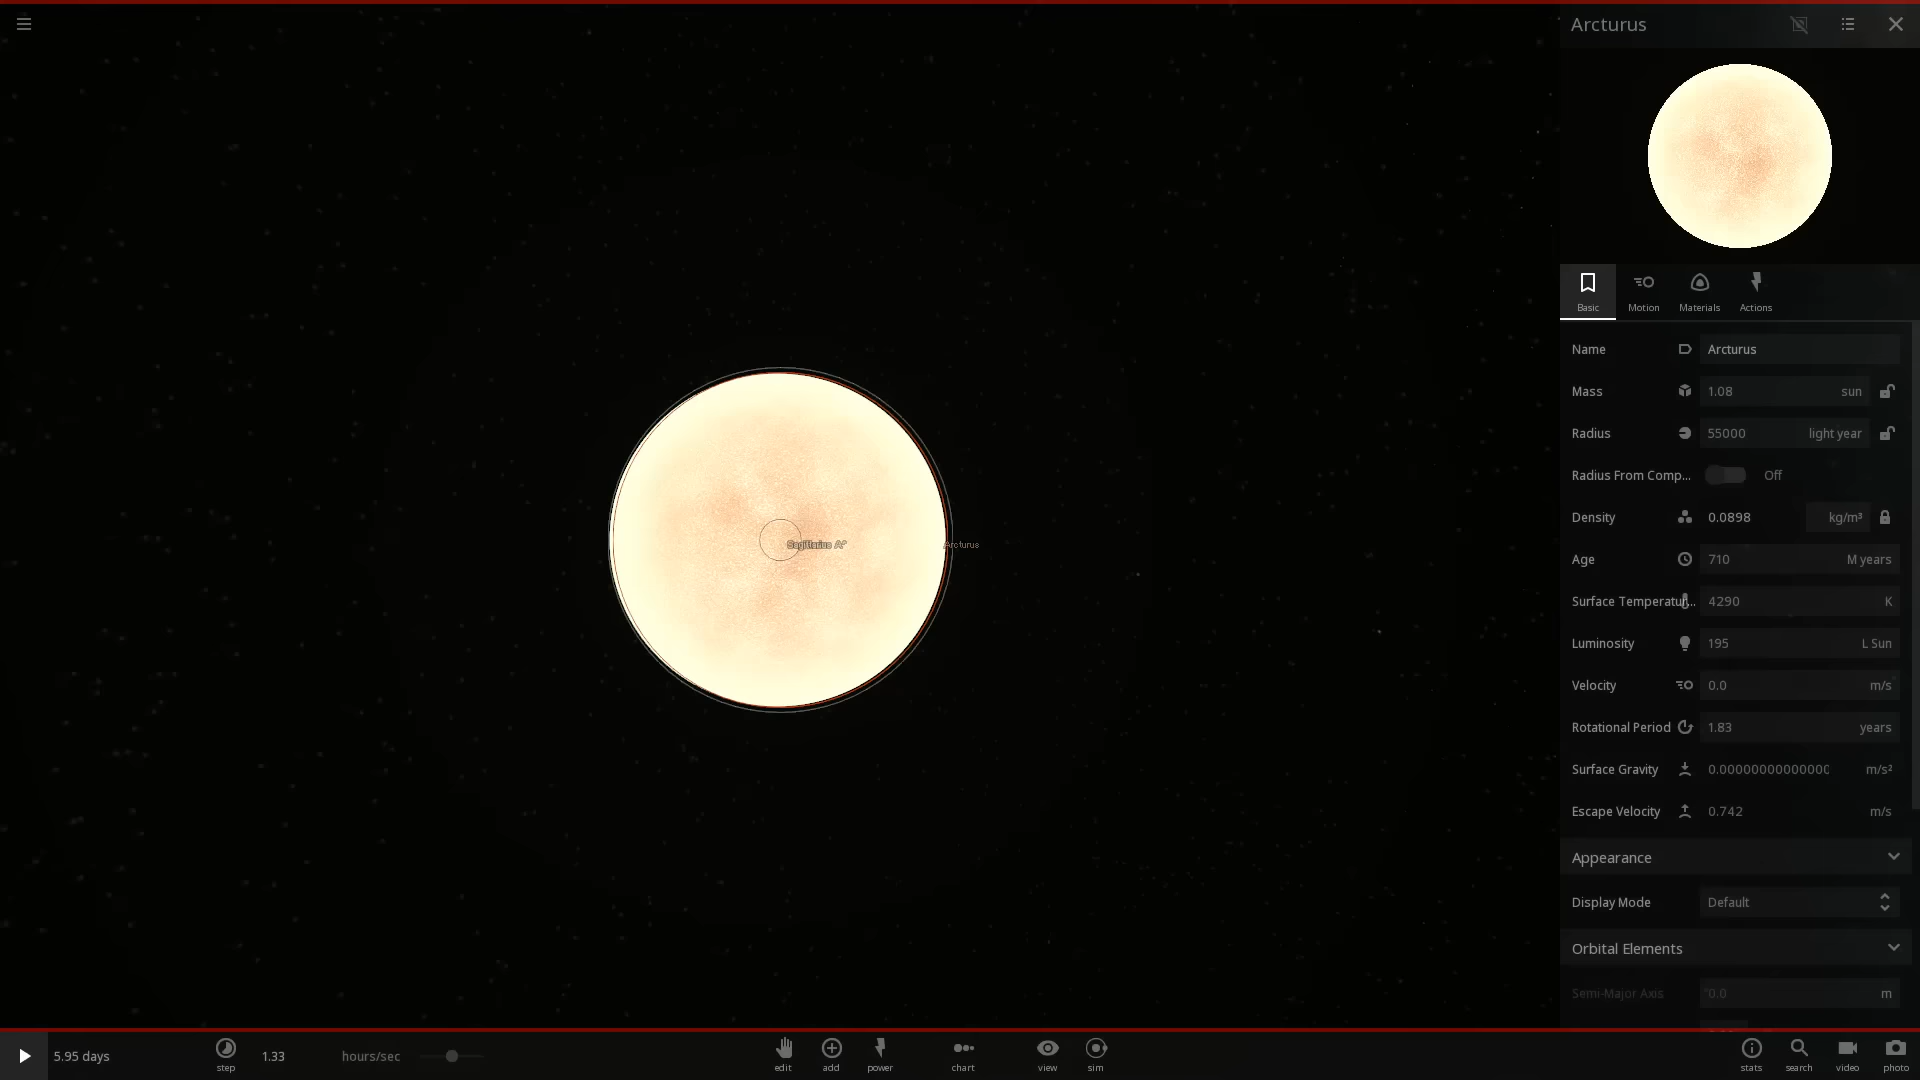 Arcturus
Basic
Motion
Materials
Actions
Name Arcturus
Mass 1.08 sun
Radius 55000 light year
Radius From Comp... Off
Density 0.0898 kg/m³
Age 710 M years
Surface Temperatur... 4290 K
Luminosity 195 L Sun
Velocity 0.0 m/s
Rotational Period 1.83 years
Surface Gravity 0.00000000000000 m/s²
Escape Velocity 0.742 m/s
Appearance
Display Mode Default
Orbital Elements
Semi-Major Axis 0.0 m
Sagittarius A*
Arcturus
5.95 days
step
1.33 hours/sec
edit
add
power
chart
view
sim
stats
search
video
photo